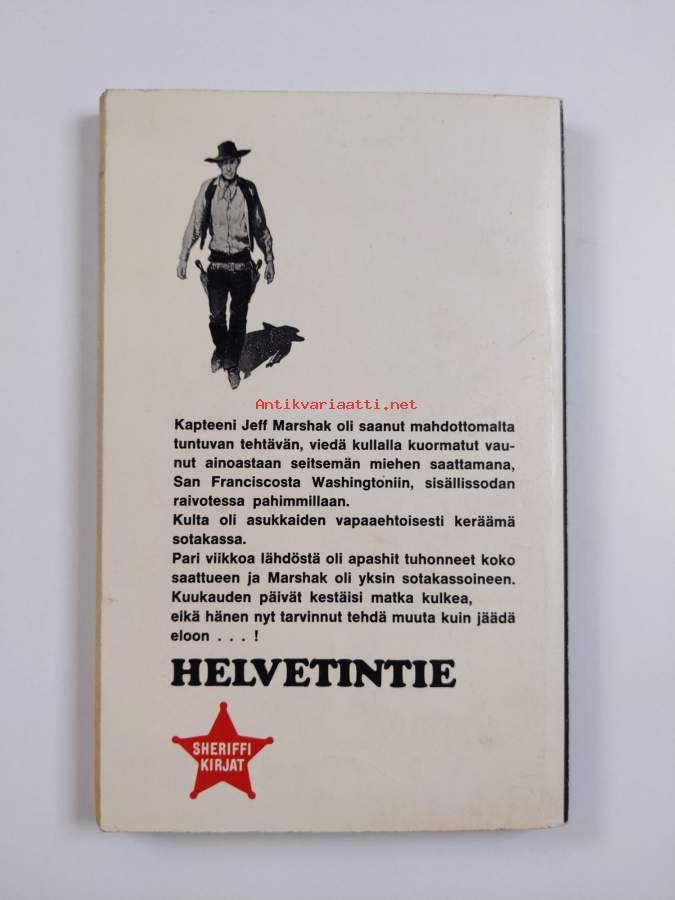 Antikvariaatti.net
Kapteeni Jeff Marshak oli saanut mahdottomalta
tuntuvan tehtävän, viedä kullalla kuormatut vau-
nut ainoastaan seitsemän miehen saattamana,
San Franciscosta Washingtoniin, sisällissodan
raivotessa pahimmillaan.
Kulta oli asukkaiden vapaaehtoisesti keräämä
sotakassa.
Pari viikkoa lähdöstä oli apashit tuhonneet koko
saattueen ja Marshak oli yksin sotakassoineen.
Kuukauden päivät kestäisi matka kulkea,
eikä hänen nyt tarvinnut tehdä muuta kuin jäädä
eloon . . . !
HELVETINTIE
SHERIFFI
KIRJAT